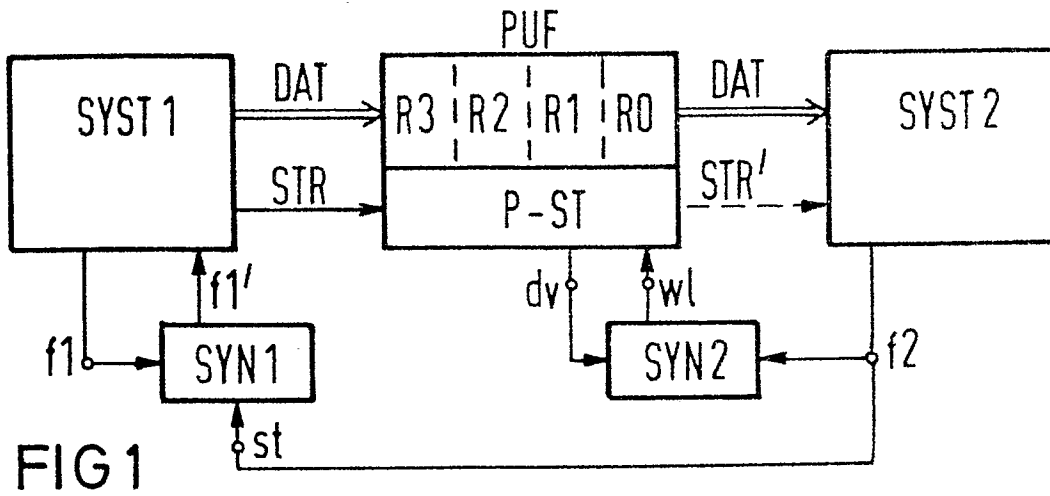 PUF
SYST 1
DAT
R3 R2 R1 R0
DAT
SYST 2
STR
P-ST
STR'
f1'
dv
wl
f1
SYN 1
SYN 2
f2
st
FIG 1